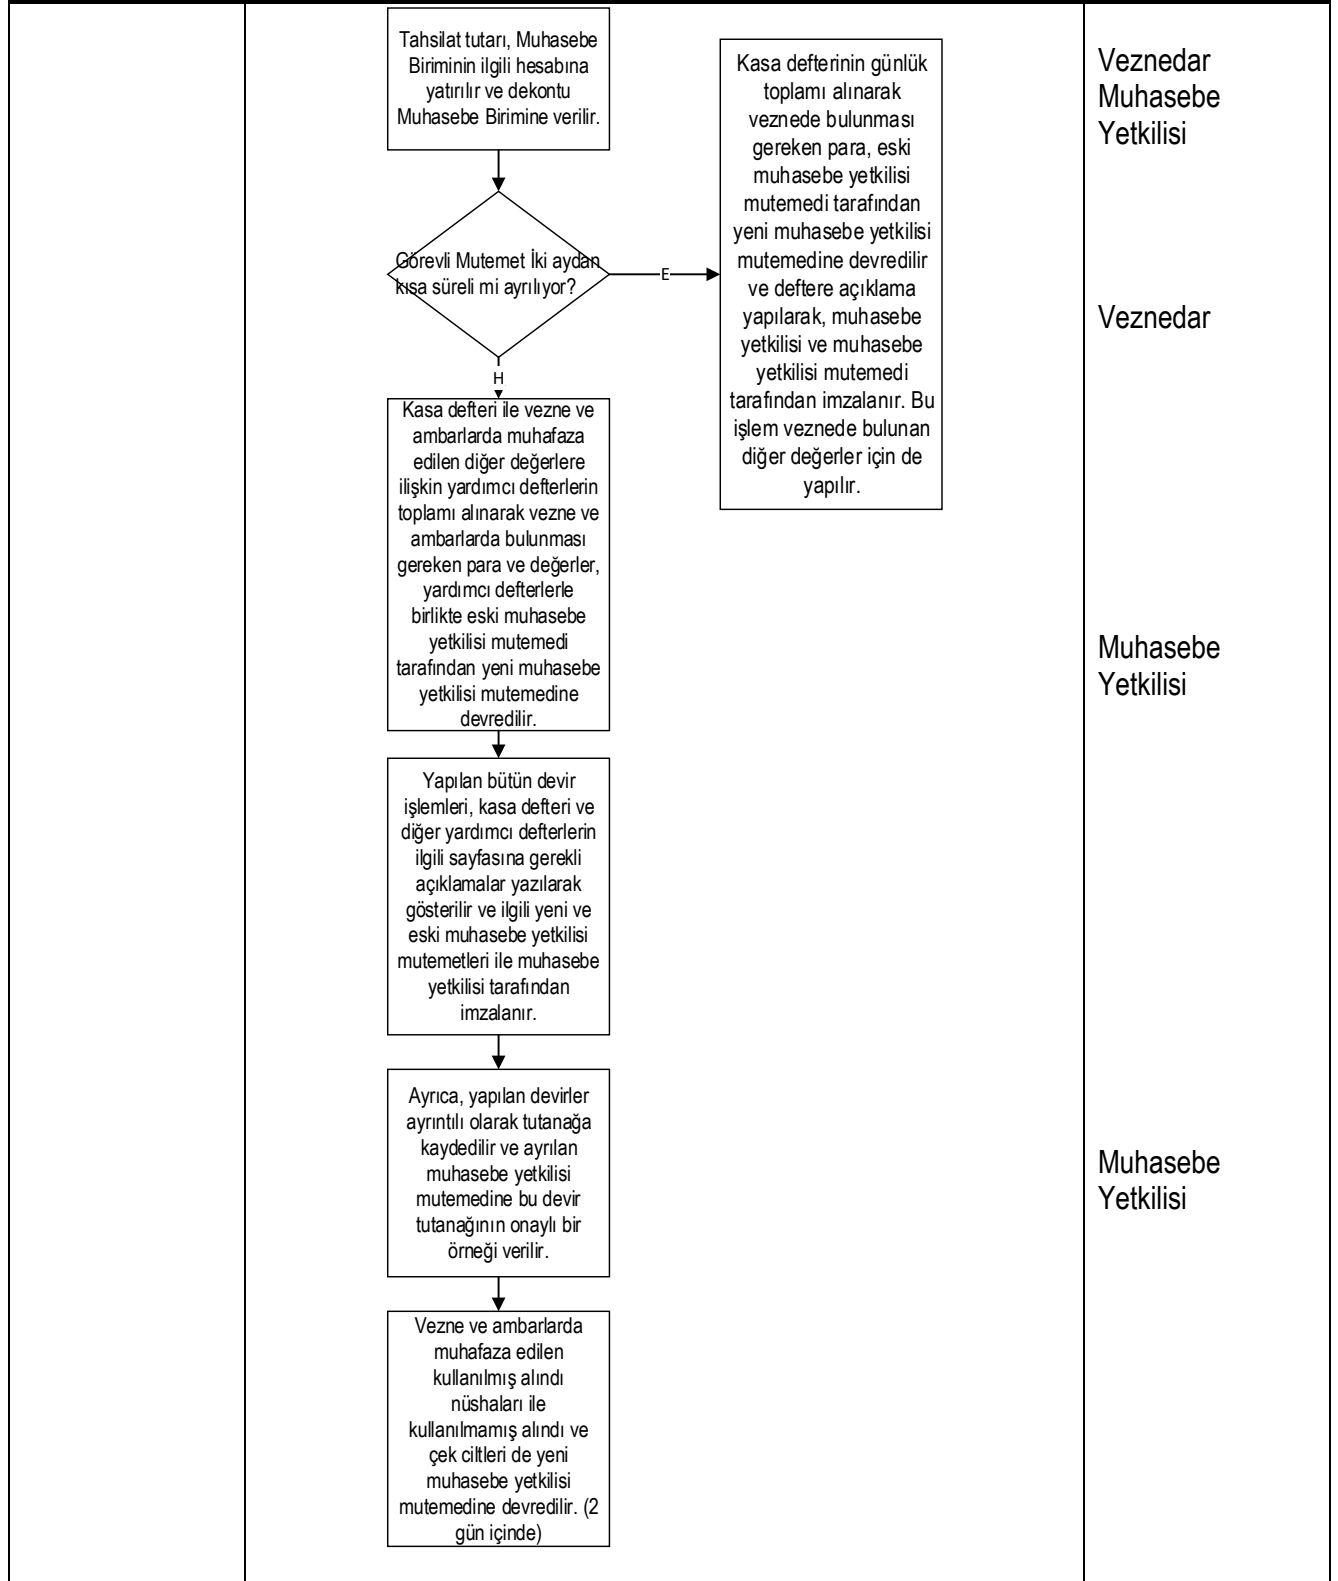 Tahsilat tutarı, Muhasebe
Biriminin ilgili hesabına
yatırılır ve dekontu
Muhasebe Birimine verilir.
Görevli Mutemet İki aydan
kısa süreli mi ayrılıyor?
E
Kasa defterinin günlük
toplamı alınarak
veznede bulunması
gereken para, eski
muhasebe yetkilisi
mutemedi tarafından
yeni muhasebe yetkilisi
mutemedine devredilir
ve deftere açıklama
yapılarak, muhasebe
yetkilisi ve muhasebe
yetkilisi mutemedi
tarafından imzalanır. Bu
işlem veznede bulunan
diğer değerler için de
yapılır.
H
Kasa defteri ile vezne ve
ambarlarda muhafaza
edilen diğer değerlere
ilişkin yardımcı defterlerin
toplamı alınarak vezne ve
ambarlarda bulunması
gereken para ve değerler,
yardımcı defterlerle
birlikte eski muhasebe
yetkilisi mutemedi
tarafından yeni muhasebe
yetkilisi mutemedine
devredilir.
Yapılan bütün devir
işlemleri, kasa defteri ve
diğer yardımcı defterlerin
ilgili sayfasına gerekli
açıklamalar yazılarak
gösterilir ve ilgili yeni ve
eski muhasebe yetkilisi
mutemetleri ile muhasebe
yetkilisi tarafından
imzalanır.
Ayrıca, yapılan devirler
ayrıntılı olarak tutanağa
kaydedilir ve ayrılan
muhasebe yetkilisi
mutemedine bu devir
tutanağının onaylı bir
örneği verilir.
Vezne ve ambarlarda
muhafaza edilen
kullanılmış alındı
nüshaları ile
kullanılmamış alındı ve
çek ciltleri de yeni
muhasebe yetkilisi
mutemedine devredilir. (2
gün içinde)
Veznedar
Muhasebe
Yetkilisi
Veznedar
Muhasebe
Yetkilisi
Muhasebe
Yetkilisi